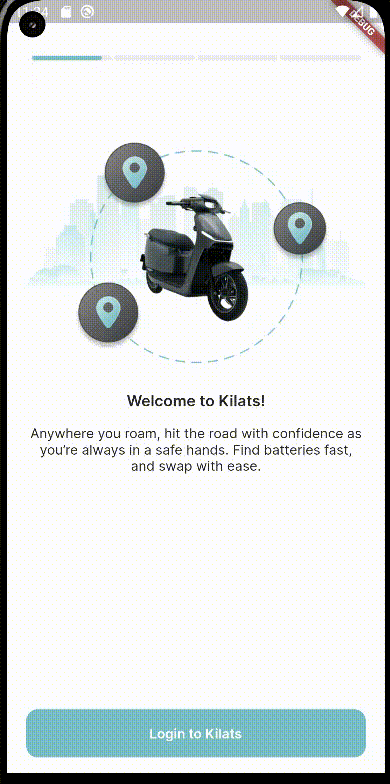 DEBUG
Welcome to Kilats!
Anywhere you roam, hit the road with confidence as
you're always in a safe hands. Find batteries fast,
and swap with ease.
Login to Kilats